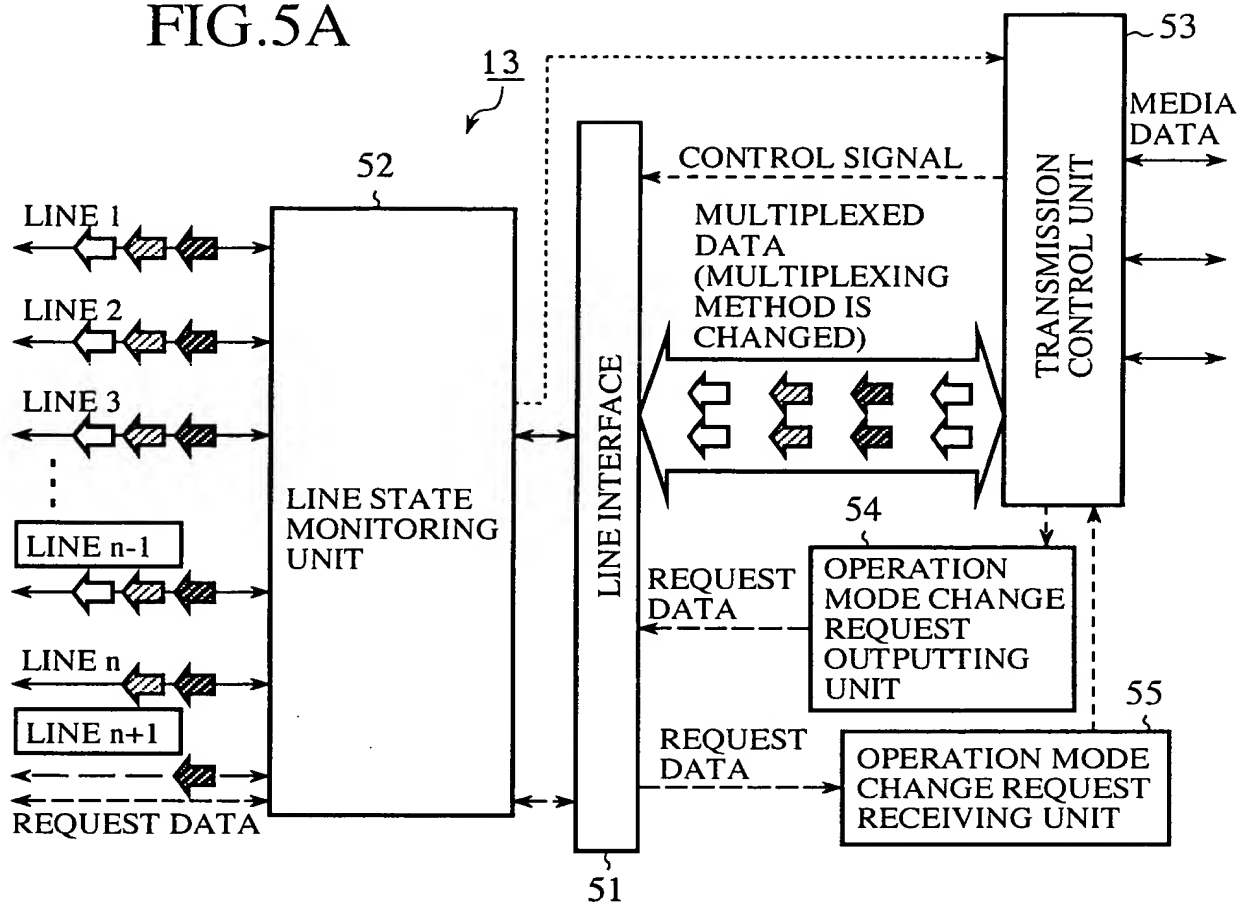 FIG.5A
13
53
MEDIA
DATA
52
CONTROL SIGNAL
TRANSMISSION
CONTROL UNIT
LINE 1
MULTIPLEXED
DATA
(MULTIPLEXING
METHOD IS
CHANGED)
LINE 2
LINE 3
LINE INTERFACE
LINE STATE
MONITORING
UNIT
LINE n-1
54
REQUEST
DATA
OPERATION
MODE CHANGE
REQUEST
OUTPUTTING
UNIT
LINE n
LINE n+1
55
REQUEST
DATA
OPERATION MODE
CHANGE REQUEST
RECEIVING UNIT
REQUEST DATA
51